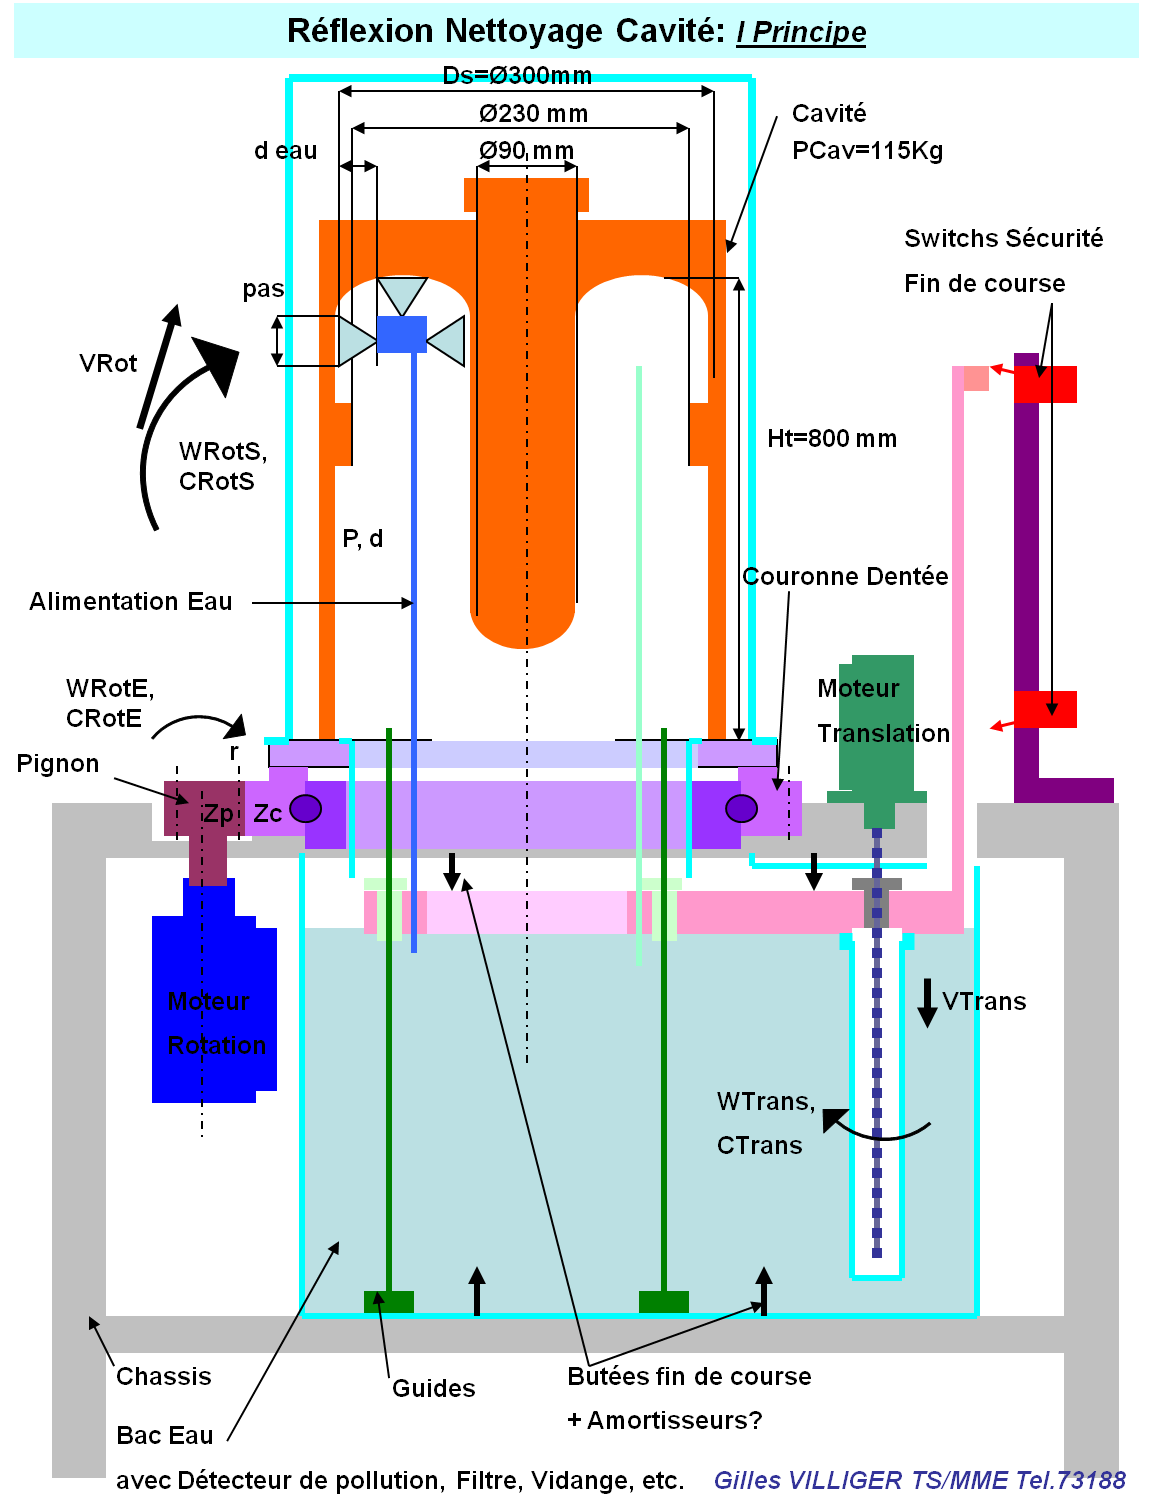 Réflexion Nettoyage Cavité: I Principe
Ds=Ø300mm
Ø230 mm
d eau
Ø90 mm
Cavité
PCav=115Kg
Switchs Sécurité
Fin de course
pas
VRot
WRotS,
CRotS
Ht=800 mm
P, d
Couronne Dentée
Alimentation Eau
WRotE,
CRotE
r
Pignon
Moteur
Translation
Zp
Zc
Moteur
Rotation
VTrans
WTrans,
CTrans
Chassis
Guides
Butées fin de course
+ Amortisseurs?
Bac Eau
avec Détecteur de pollution, Filtre, Vidange, etc.
Gilles VILLIGER TS/MME Tel.73188